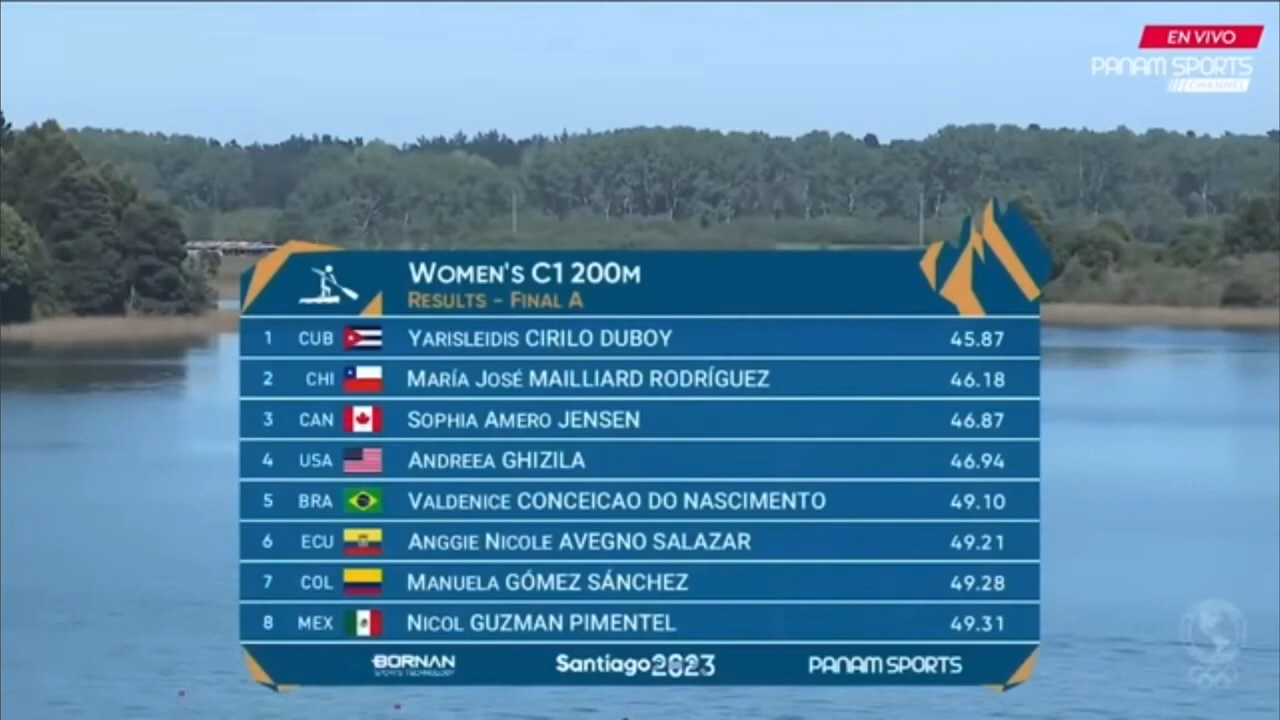 EN VIVO
PANAM SPORTS
CHANNEL
WOMEN'S C1 200M
RESULTS - FINAL A
1 CUB YARISLEIDIS CIRILO DUBOY 45.87
2 CHI MARÍA JOSÉ MAILLIARD RODRÍGUEZ 46.18
3 CAN SOPHIA AMERO JENSEN 46.87
4 USA ANDREEA GHIZILA 46.94
5 BRA VALDENICE CONCEICAO DO NASCIMENTO 49.10
6 ECU ANGGIE NICOLE AVEGNO SALAZAR 49.21
7 COL MANUELA GÓMEZ SÁNCHEZ 49.28
8 MEX NICOL GUZMAN PIMENTEL 49.31
BORNAN Santiago2023 PANAM SPORTS
SPORTS TECHNOLOGY